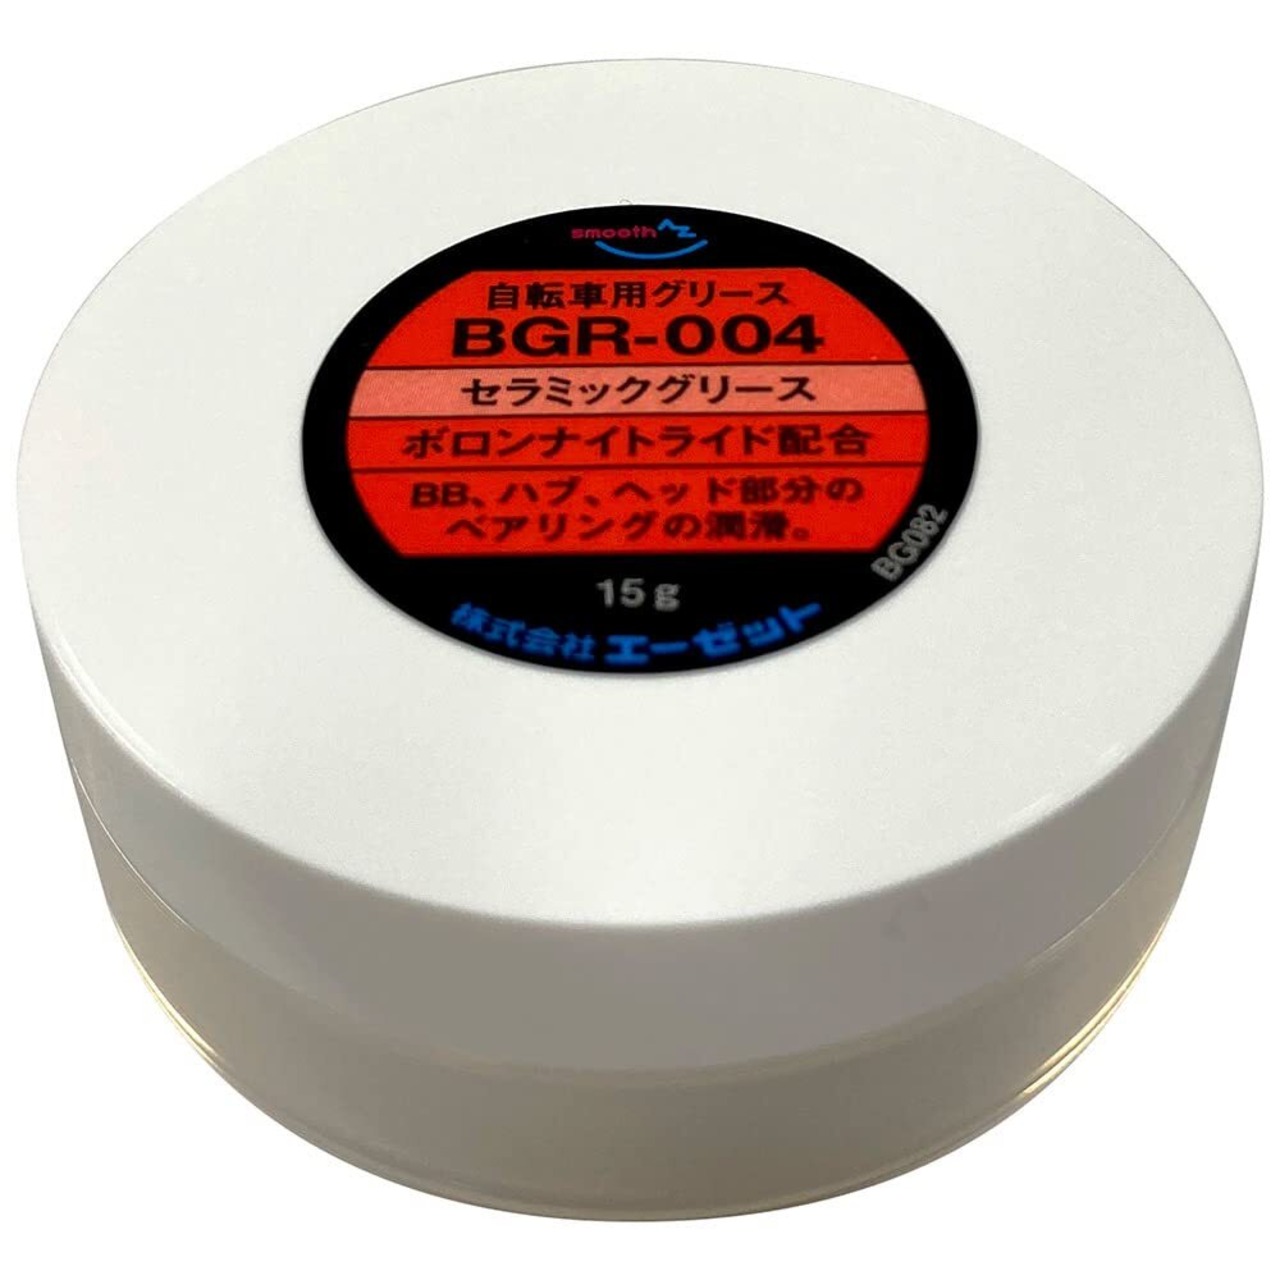 smooth AZ
自転車用グリース
BGR-004
セラミックグリース
ボロンナイトライド配合
BB、ハブ、ヘッド部分の
ベアリングの潤滑。
15g
BG082
株式会社エーゼット